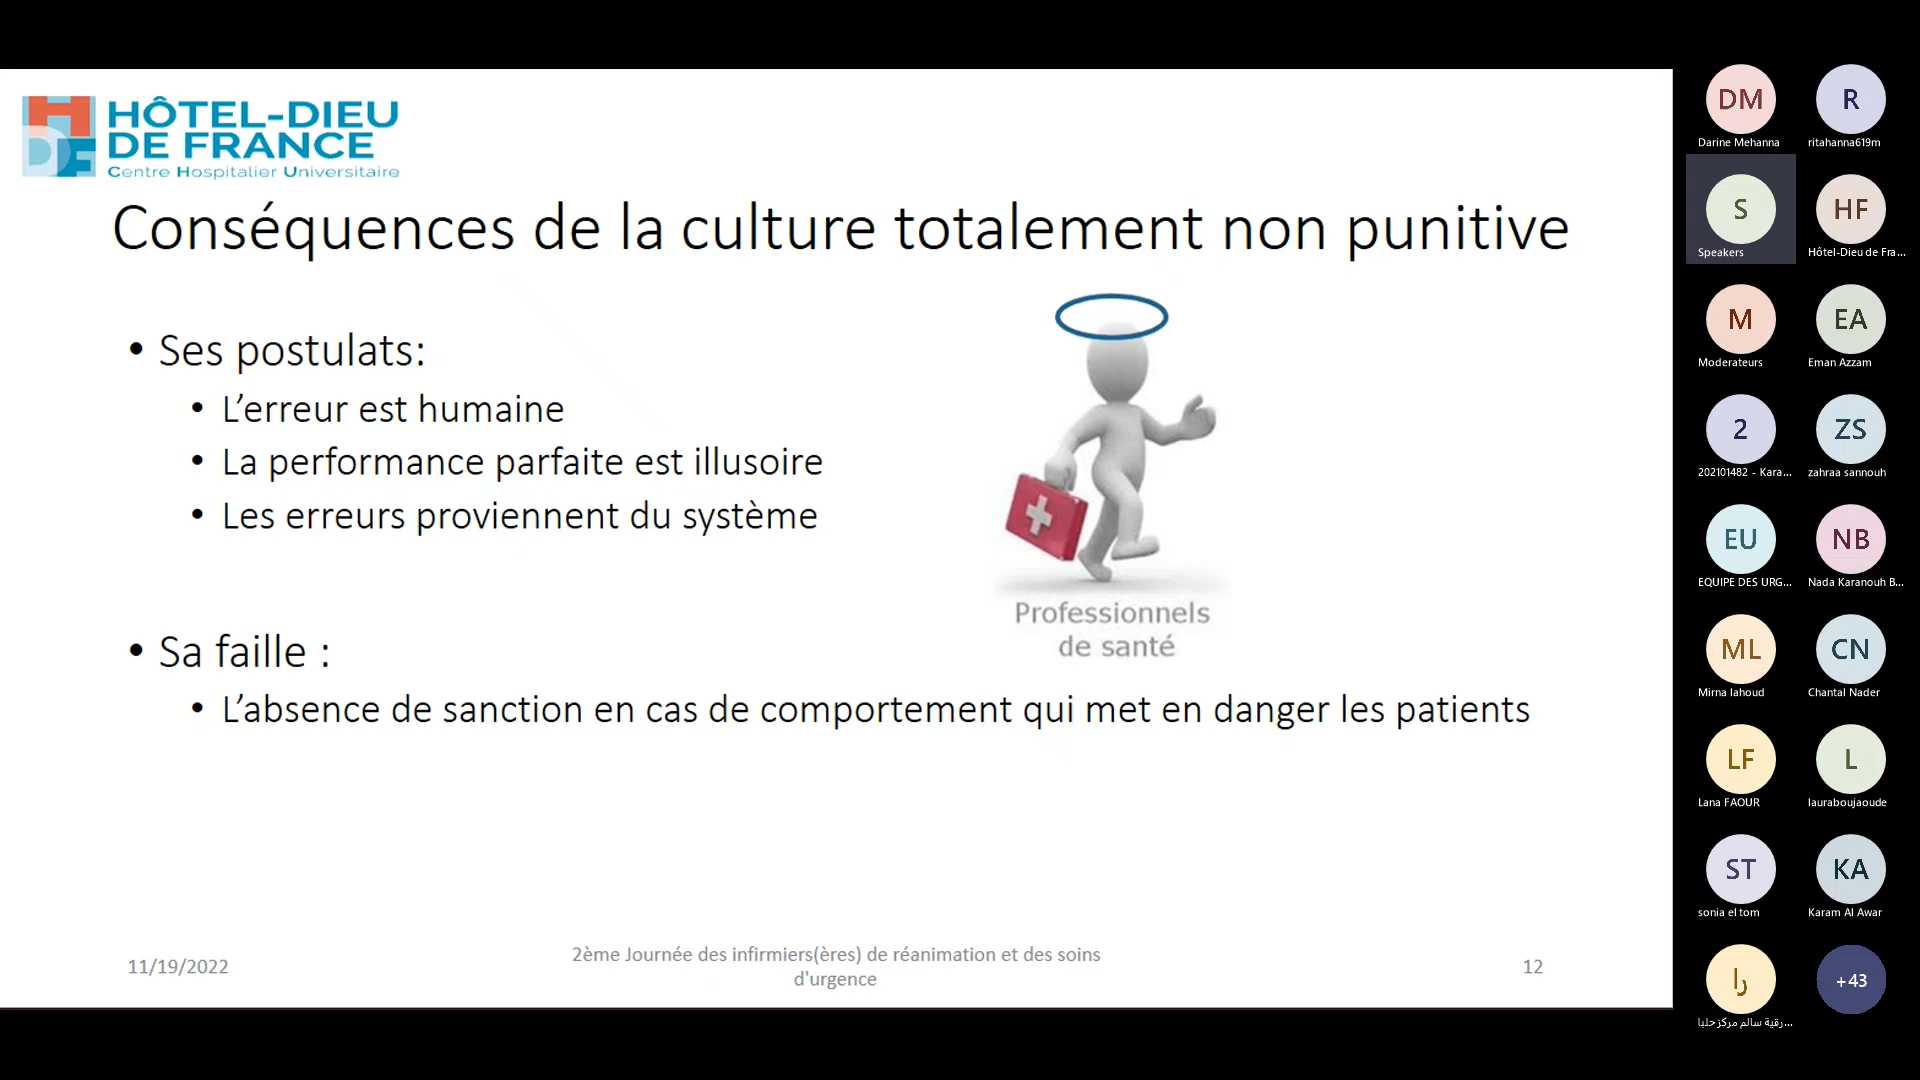 HÔTEL-DIEU
DE FRANCE
Centre Hospitalier Universitaire
Conséquences de la culture totalement non punitive
• Ses postulats:
• L’erreur est humaine
• La performance parfaite est illusoire
• Les erreurs proviennent du système
Professionnels
de santé
• Sa faille :
• L’absence de sanction en cas de comportement qui met en danger les patients
11/19/2022
2ème Journée des infirmiers(ères) de réanimation et des soins
d'urgence
12
DM
Darine Mehanna
R
ritahanna619m
S
Speakers
HF
Hôtel-Dieu de Fra...
M
Moderateurs
EA
Eman Azzam
2
202101482 - Kara...
ZS
zahraa sannouh
EU
EQUIPE DES URG...
NB
Nada Karanouh B...
ML
Mirna lahoud
CN
Chantal Nader
LF
Lana FAOUR
L
lauraboujaoude
ST
sonia el tom
KA
Karam Al Awar
را
رقية سالم مركز حلبا...
+43